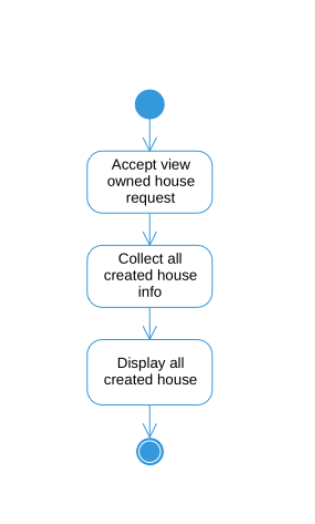 Accept view
owned house
request
Collect all
created house
info
Display all
created house